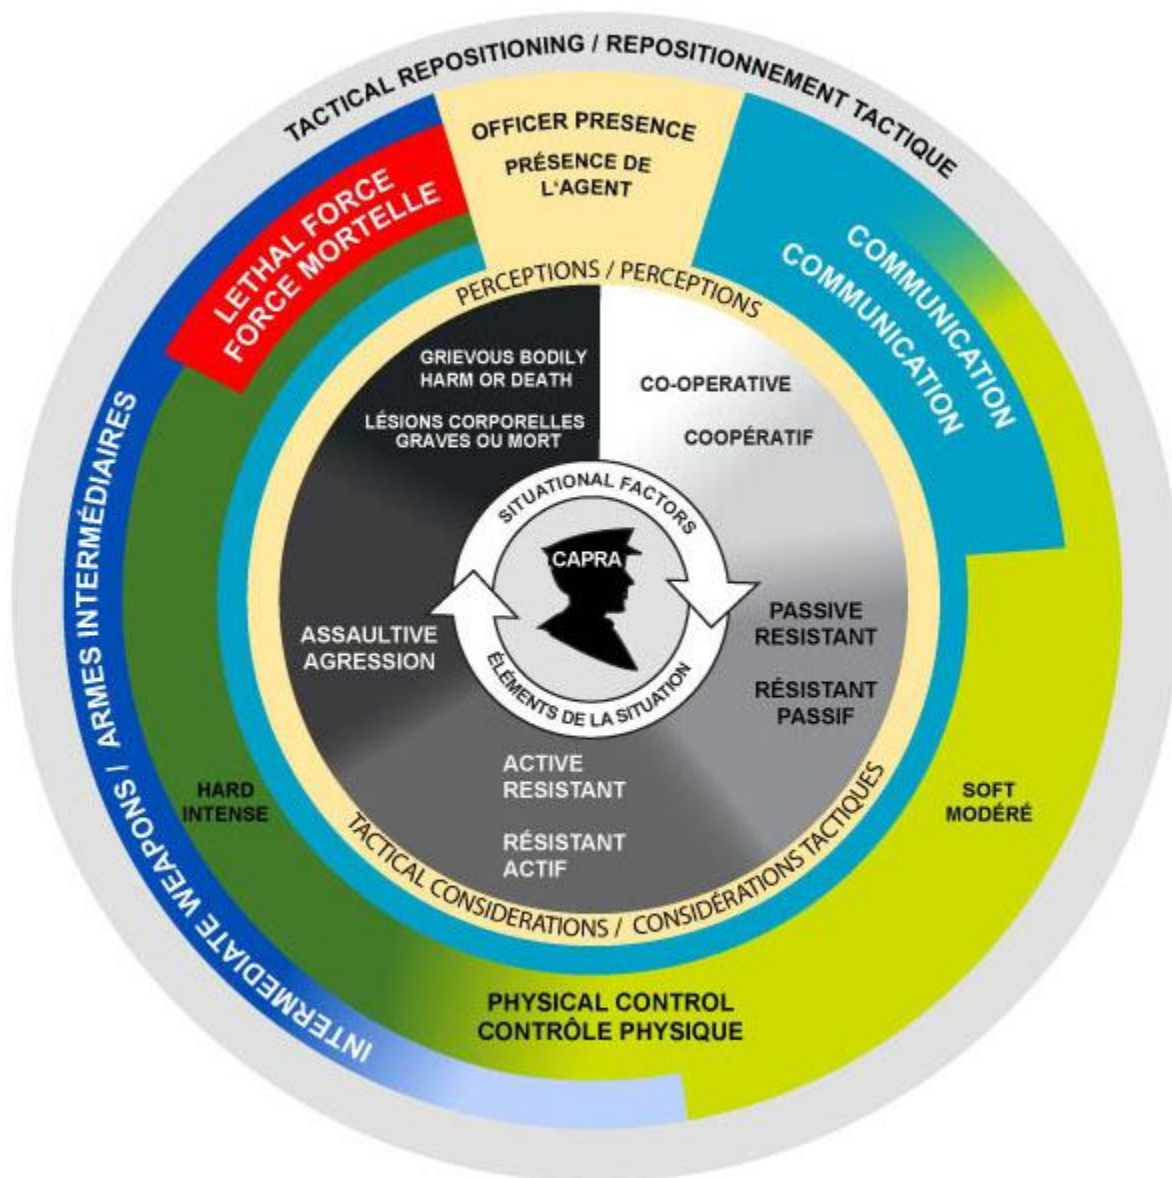 TACTICAL REPOSITIONING / REPOSITIONNEMENT TACTIQUE
OFFICER PRESENCE
PRÉSENCE DE
L'AGENT
LETHAL FORCE
FORCE MORTELLE
COMMUNICATION
COMMUNICATION
PERCEPTIONS / PERCEPTIONS
GRIEVOUS BODILY
HARM OR DEATH
LÉSIONS CORPORELLES
GRAVES OU MORT
CO-OPERATIVE
COOPÉRATIF
SITUATIONAL FACTORS
CAPRA
ÉLÉMENTS DE LA SITUATION
ASSAULTIVE
AGRESSION
PASSIVE
RESISTANT
RÉSISTANT
PASSIF
ACTIVE
RESISTANT
RÉSISTANT
ACTIF
HARD
INTENSE
SOFT
MODÉRÉ
TACTICAL CONSIDERATIONS / CONSIDÉRATIONS TACTIQUES
PHYSICAL CONTROL
CONTRÔLE PHYSIQUE
INTERMEDIATE WEAPONS / ARMES INTERMÉDIAIRES